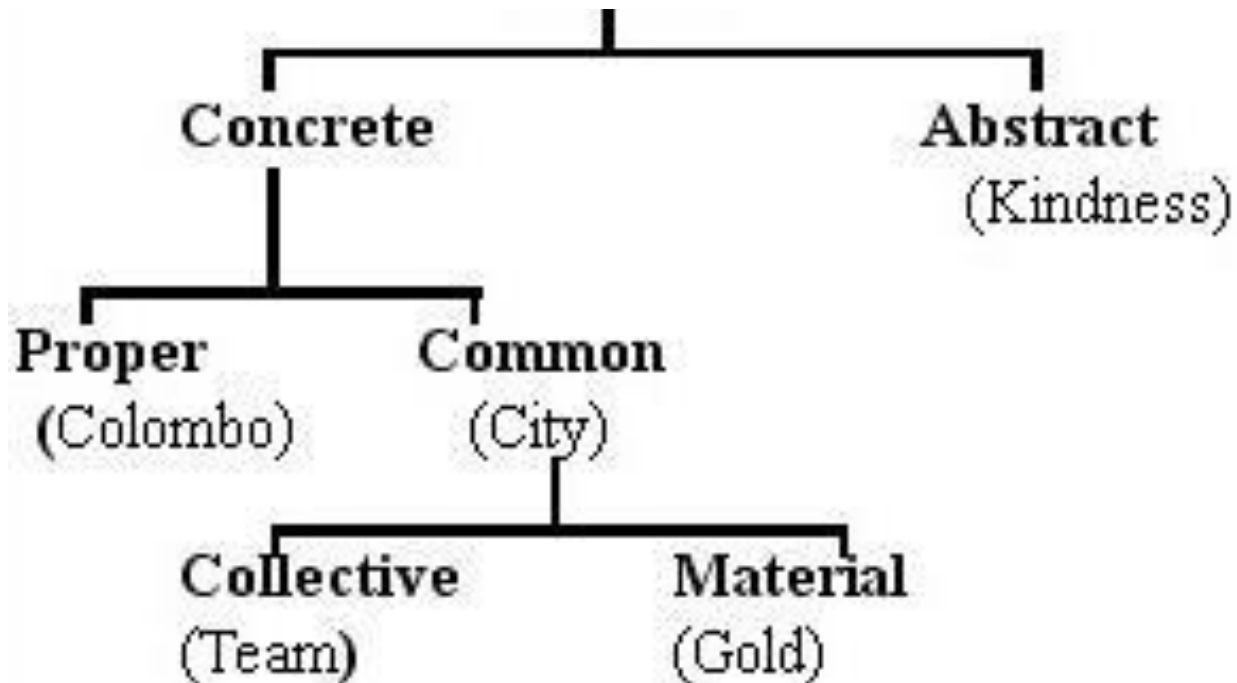 Concrete Abstract
(Kindness)
Proper Common
(Colombo) (City)
Collective Material
(Team) (Gold)